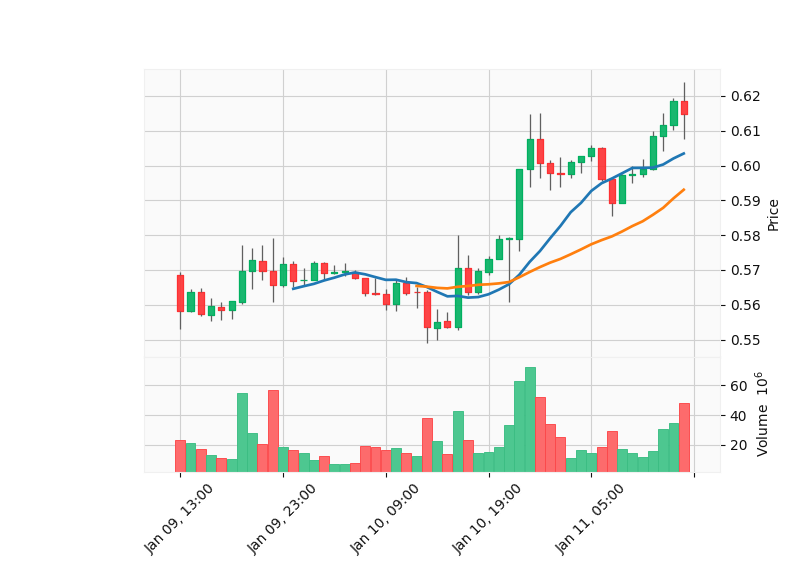 0.62
0.61
0.60
0.59
0.58
0.57
0.56
0.55
Price
60
40
20
Volume 10^6
Jan 09, 13:00
Jan 09, 23:00
Jan 10, 09:00
Jan 10, 19:00
Jan 11, 05:00